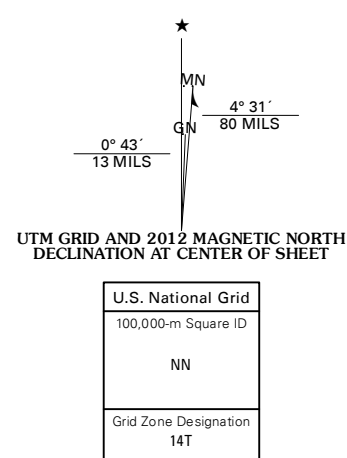 ★
MN
4° 31´
80 MILS
GN
0° 43´
13 MILS
UTM GRID AND 2012 MAGNETIC NORTH
DECLINATION AT CENTER OF SHEET
U.S. National Grid
100,000-m Square ID
NN
Grid Zone Designation
14T